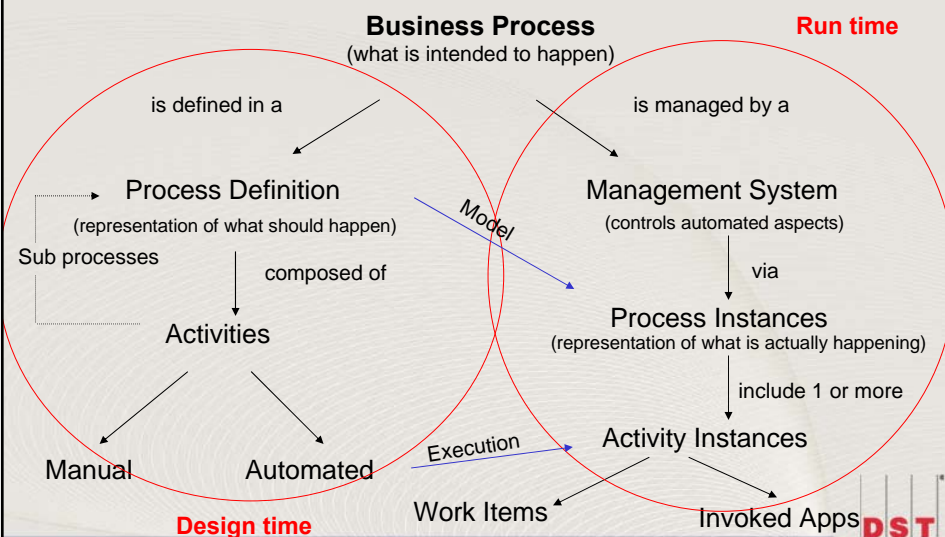 Business Process
(what is intended to happen)
Run time
is defined in a
is managed by a
Process Definition
(representation of what should happen)
Management System
(controls automated aspects)
Model
Sub processes
composed of
via
Activities
Process Instances
(representation of what is actually happening)
include 1 or more
Manual
Automated
Execution
Activity Instances
Work Items
Invoked Apps
Design time
DST